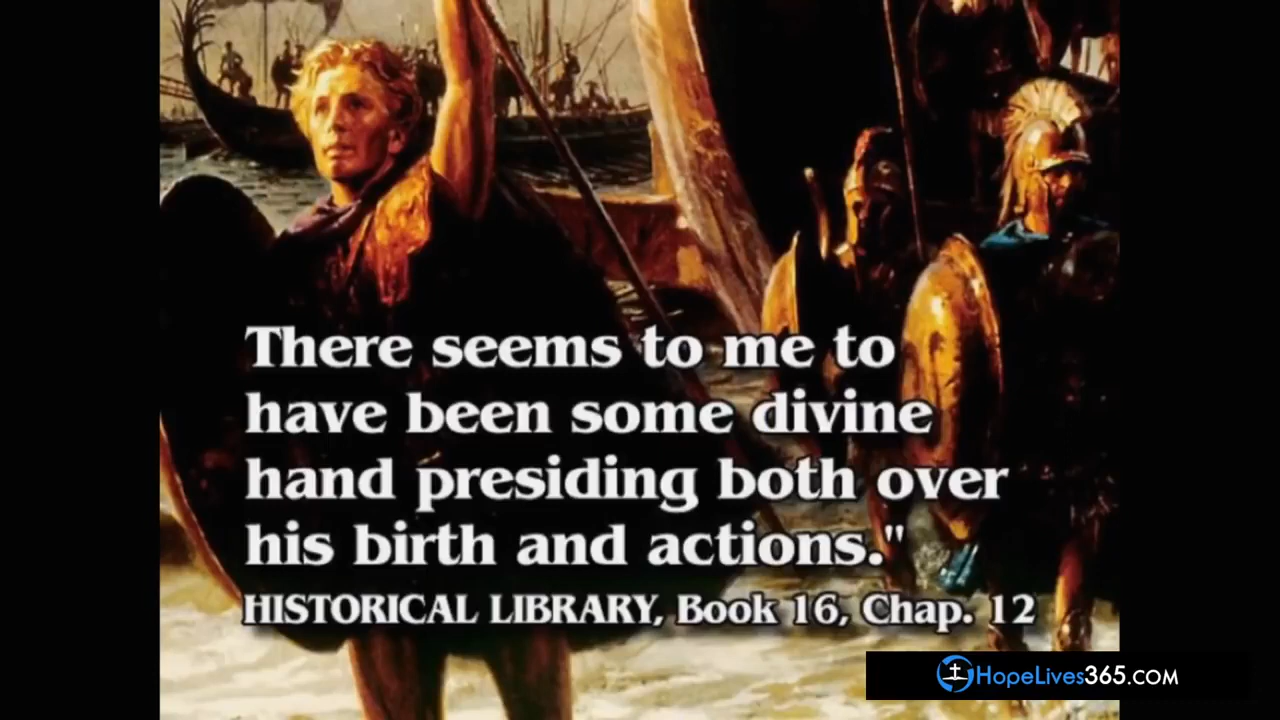 There seems to me to
have been some divine
hand presiding both over
his birth and actions."
HISTORICAL LIBRARY, Book 16, Chap. 12
HopeLives365.COM